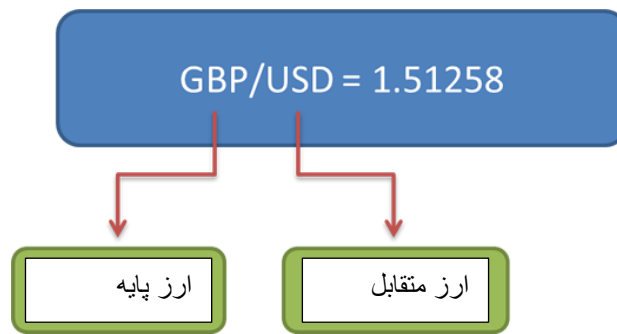 GBP/USD = 1.51258
ارز پایه
ارز متقابل